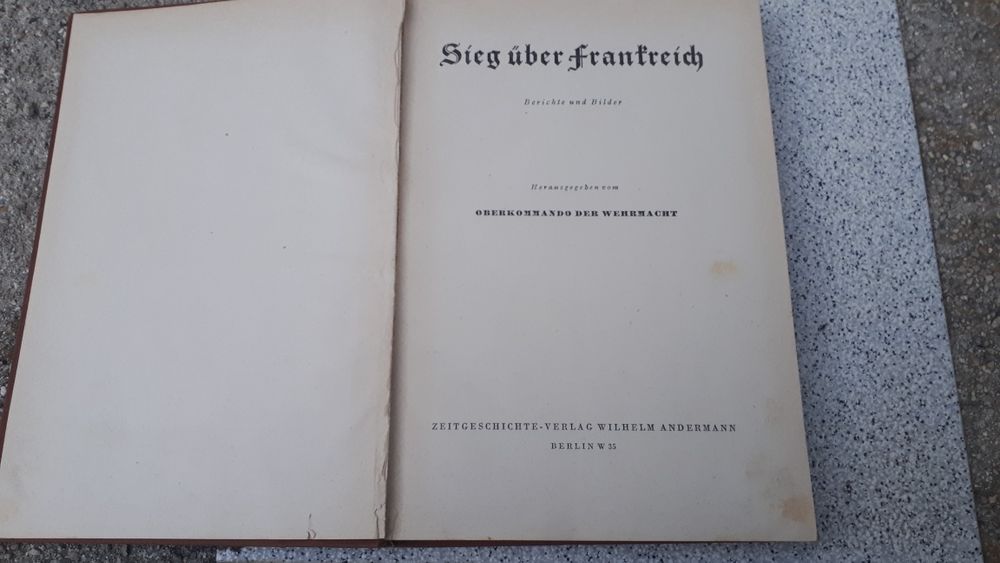 Sieg über Frankreich
Berichte und Bilder
Herausgegeben vom
OBERKOMMANDO DER WEHRMACHT
ZEITGESCHICHTE-VERLAG WILHELM ANDERMANN
BERLIN W 35